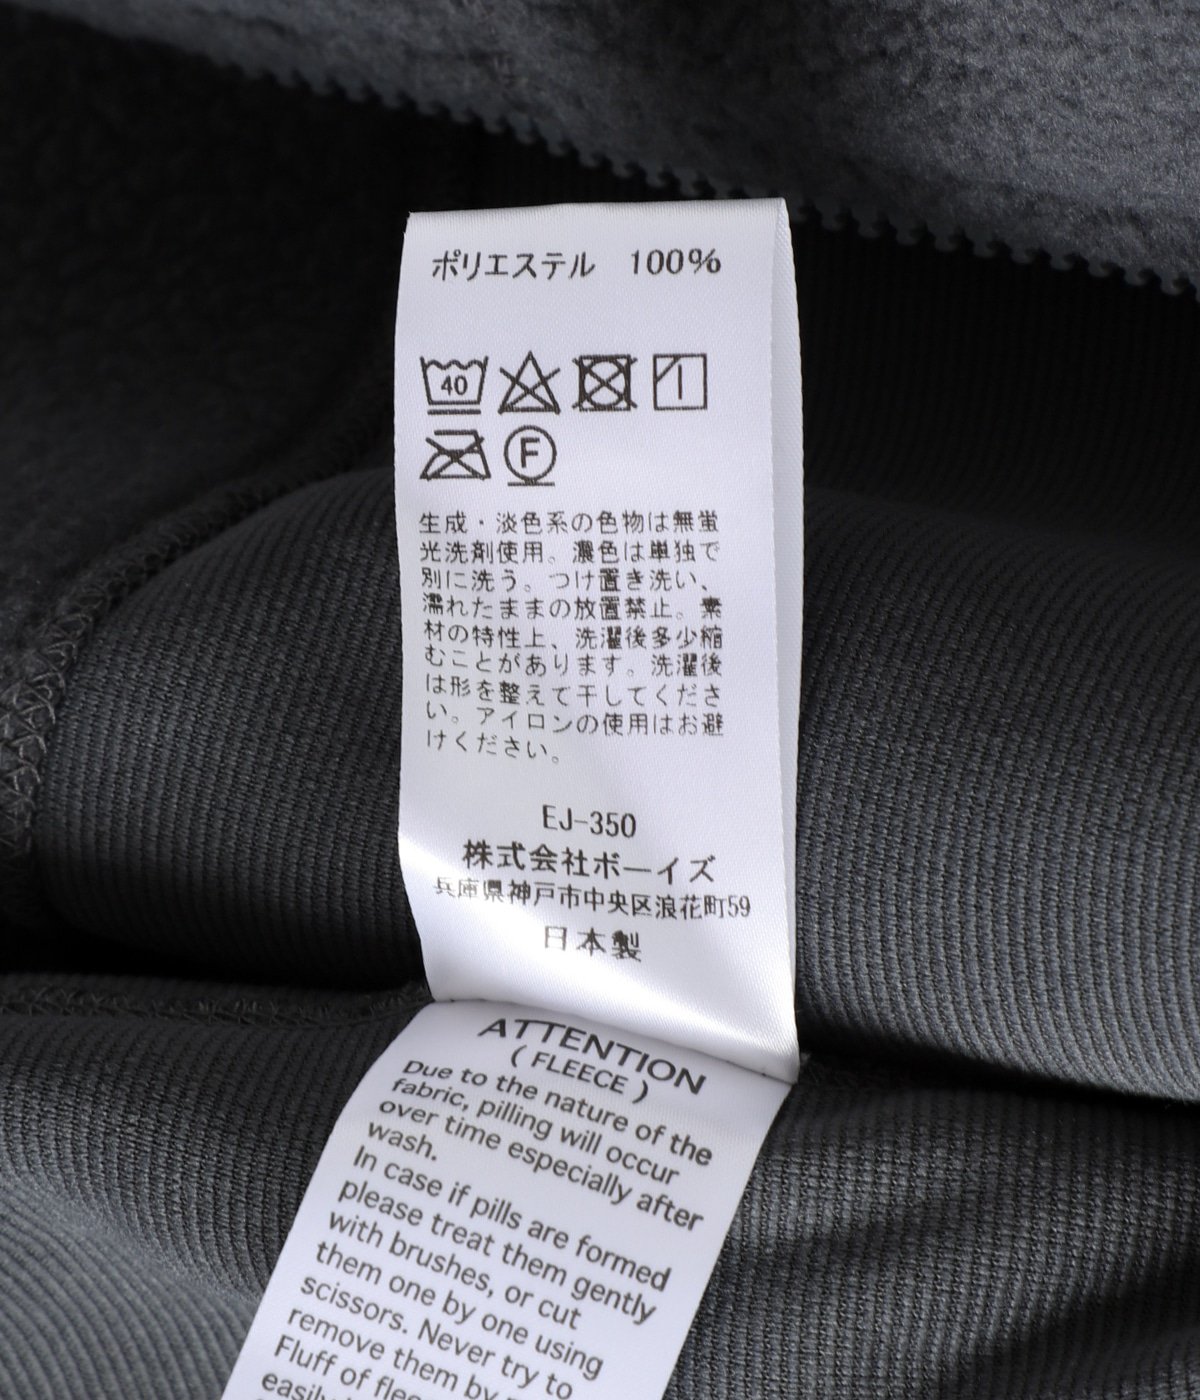 ポリエステル 100%
40
F
生成・淡色系の色物は無蛍
光洗剤使用。濃色は単独で
別に洗う。つけ置き洗い、
濡れたままの放置禁止。素
材の特性上、洗濯後多少縮
むことがあります。洗濯後
は形を整えて干してくださ
い。アイロンの使用はお避
けください。
EJ-350
株式会社ボーイズ
兵庫県神戸市中央区浪花町59
日本製
ATTENTION
( FLEECE )
Due to the nature of the
fabric, pilling will occur
over time especially after
wash.
In case if pills are formed
please treat them gently
with brushes, or cut
them one by one using
scissors. Never try to
remove them by
Fluff of
easily